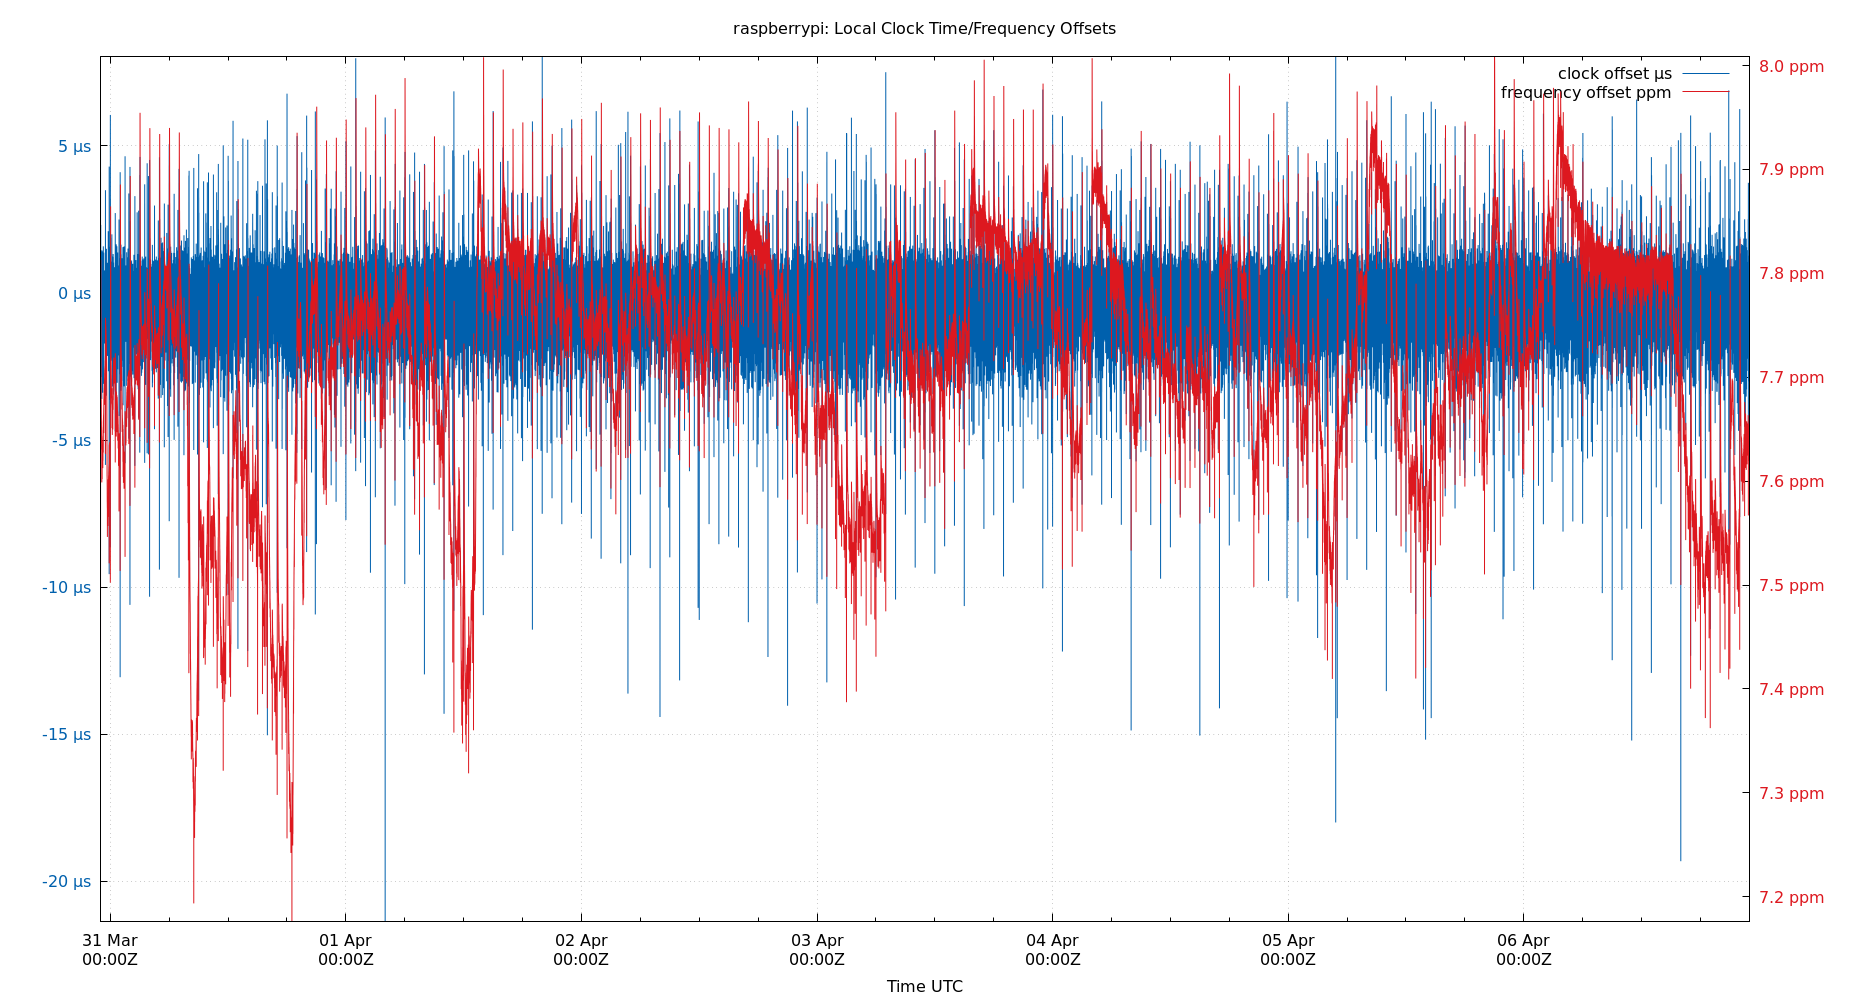 raspberrypi: Local Clock Time/Frequency Offsets
clock offset µs
frequency offset ppm
5 µs
0 µs
-5 µs
-10 µs
-15 µs
-20 µs
8.0 ppm
7.9 ppm
7.8 ppm
7.7 ppm
7.6 ppm
7.5 ppm
7.4 ppm
7.3 ppm
7.2 ppm
31 Mar
00:00Z
01 Apr
00:00Z
02 Apr
00:00Z
03 Apr
00:00Z
04 Apr
00:00Z
05 Apr
00:00Z
06 Apr
00:00Z
Time UTC